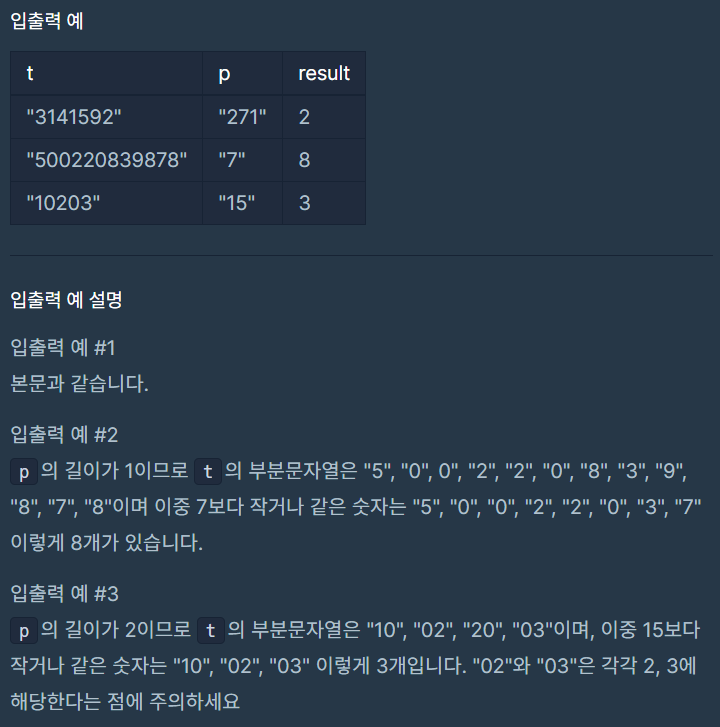 입출력 예
t p result
"3141592" "271" 2
"500220839878" "7" 8
"10203" "15" 3
입출력 예 설명
입출력 예 #1
본문과 같습니다.
입출력 예 #2
p 의 길이가 1이므로 t 의 부분문자열은 "5", "0", 0", "2", "2", "0", "8", "3", "9",
"8", "7", "8"이며 이중 7보다 작거나 같은 숫자는 "5", "0", "0", "2", "2", "0", "3", "7"
이렇게 8개가 있습니다.
입출력 예 #3
p 의 길이가 2이므로 t 의 부분문자열은 "10", "02", "20", "03"이며, 이중 15보다
작거나 같은 숫자는 "10", "02", "03" 이렇게 3개입니다. "02"와 "03"은 각각 2, 3에
해당한다는 점에 주의하세요